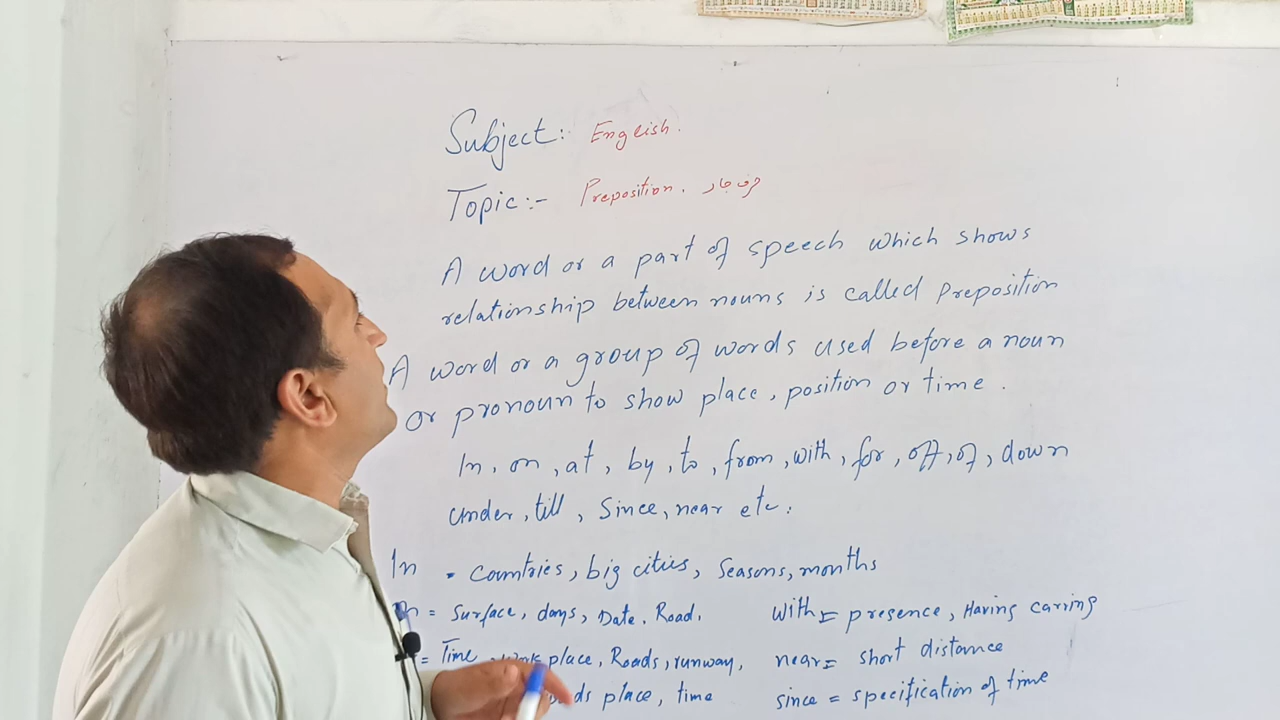 Subject:- English.
Topic:- Preposition. حرف جار
A word or a part of speech which shows
relationship between nouns is called Preposition
A word or a group of words used before a noun
or pronoun to show place, position or time.
In, on, at, by, to, from, with, for, off, of, down
under, till, Since, near etc.
In = Countries, big cities, Seasons, months
= Surface, days, Date. Road.
= Time, work place, Roads, runway,
place, time
with = presence, Having carring
near = short distance
since = specification of time